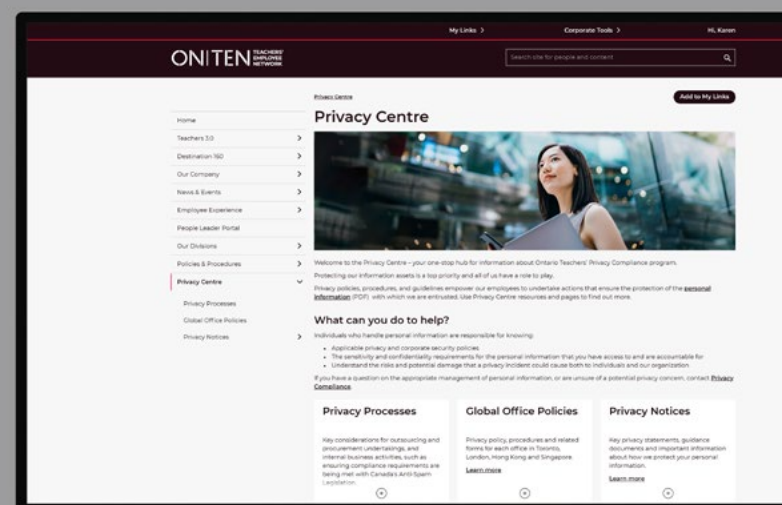 My Links >
Corporate Tools >
Hi, Karen
ON|TEN TEACHERS'
EMPLOYEE
NETWORK
Search site for people and content
Privacy Centre
Add to My Links
Privacy Centre
Home
Teachers 3.0
Destination 160
Our Company
News & Events
Employee Experience
People Leader Portal
Our Divisions
Policies & Procedures
Privacy Centre
Privacy Processes
Global Office Policies
Privacy Notices
Welcome to the Privacy Centre – your one-stop hub for information about Ontario Teachers' Privacy Compliance program.
Protecting our information assets is a top priority and all of us have a role to play.
Privacy policies, procedures, and guidelines empower our employees to undertake actions that ensure the protection of the personal
information (PDF) with which we are entrusted. Use Privacy Centre resources and pages to find out more.
What can you do to help?
Individuals who handle personal information are responsible for knowing:
• Applicable privacy and corporate security policies
• The sensitivity and confidentiality requirements for the personal information that you have access to and are accountable for
• Understand the risks and potential damage that a privacy incident could cause both to individuals and our organization
If you have a question on the appropriate management of personal information, or are unsure of a potential privacy concern, contact Privacy
Compliance.
Privacy Processes
Key considerations for outsourcing and
procurement undertakings, and
internal business activities, such as
ensuring compliance requirements are
being met with Canada's Anti-Spam
Legislation.
Global Office Policies
Privacy policy, procedures and related
forms for each office in Toronto,
London, Hong Kong and Singapore.
Learn more
Privacy Notices
Key privacy statements, guidance
documents and important information
about how we protect your personal
information.
Learn more